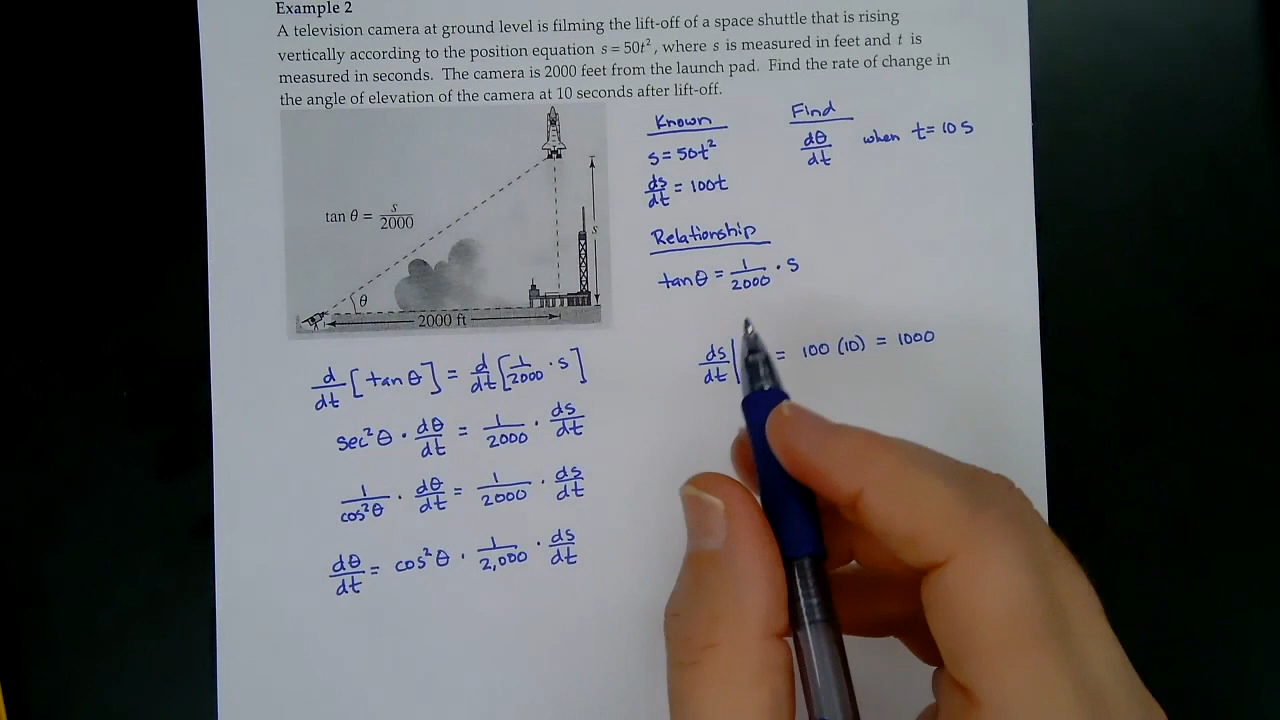 Example 2
A television camera at ground level is filming the lift-off of a space shuttle that is rising
vertically according to the position equation s = 50t², where s is measured in feet and t is
measured in seconds. The camera is 2000 feet from the launch pad. Find the rate of change in
the angle of elevation of the camera at 10 seconds after lift-off.
Known
s = 50t²
ds/dt = 100t
Find
dθ/dt when t = 10 s
Relationship
tan θ = 1/2000 · s
tan θ = s/2000
s
θ
2000 ft
d/dt [tan θ] = d/dt [1/2000 · s]
sec²θ · dθ/dt = 1/2000 · ds/dt
1/cos²θ · dθ/dt = 1/2000 · ds/dt
dθ/dt = cos²θ · 1/2,000 · ds/dt
ds/dt| = 100 (10) = 1000